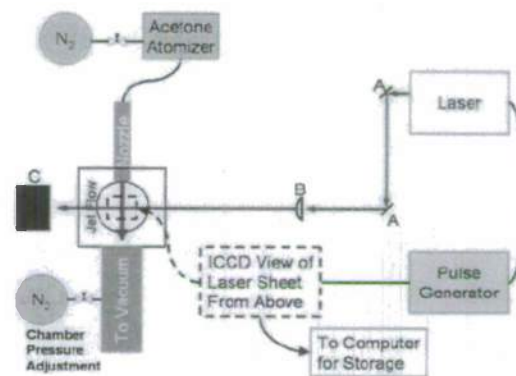 N2
Acetone
Atomizer
A
Laser
Nozzle
C
B
Jet Flow
A
ICCD View of
Laser Sheet
From Above
Pulse
Generator
N2
To Vacuum
Chamber
Pressure
Adjustment
To Computer
for Storage